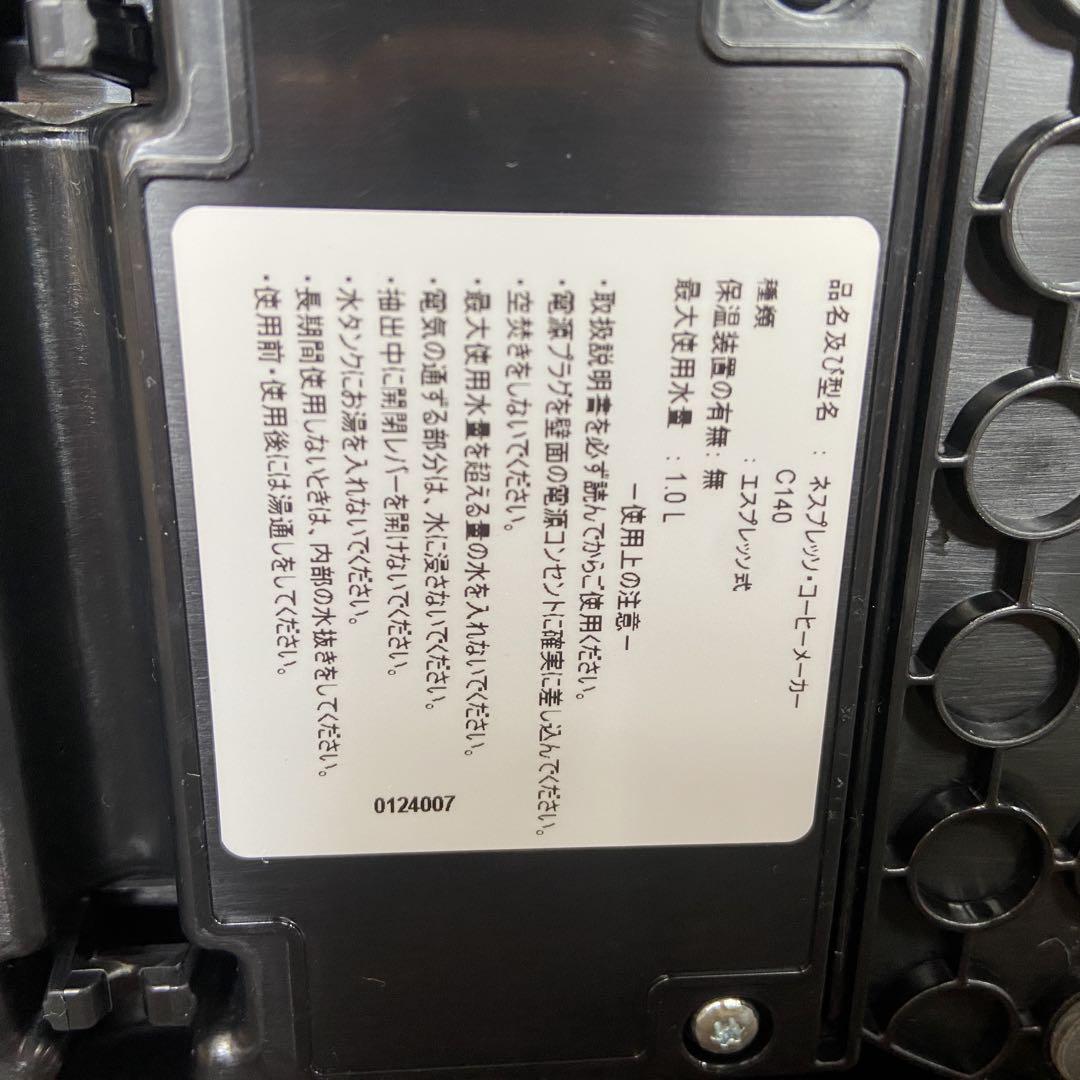 品名及び型名 : ネスプレッソ・コーヒーメーカー
C140
種類 : エスプレッソ式
保温装置の有無 : 無
最大使用水量 : 1.0 L
－使用上の注意－
・取扱説明書を必ず読んでからご使用ください。
・電源プラグを壁面の電源コンセントに確実に差し込んでください。
・空焚きをしないでください。
・最大使用水量を超える量の水を入れないでください。
・電気の通ずる部分は、水に浸さないでください。
・抽出中に開閉レバーを開けないでください。
・水タンクにお湯を入れないでください。
・長期間使用しないときは、内部の水抜きをしてください。
・使用前・使用後には湯通しをしてください。
0124007